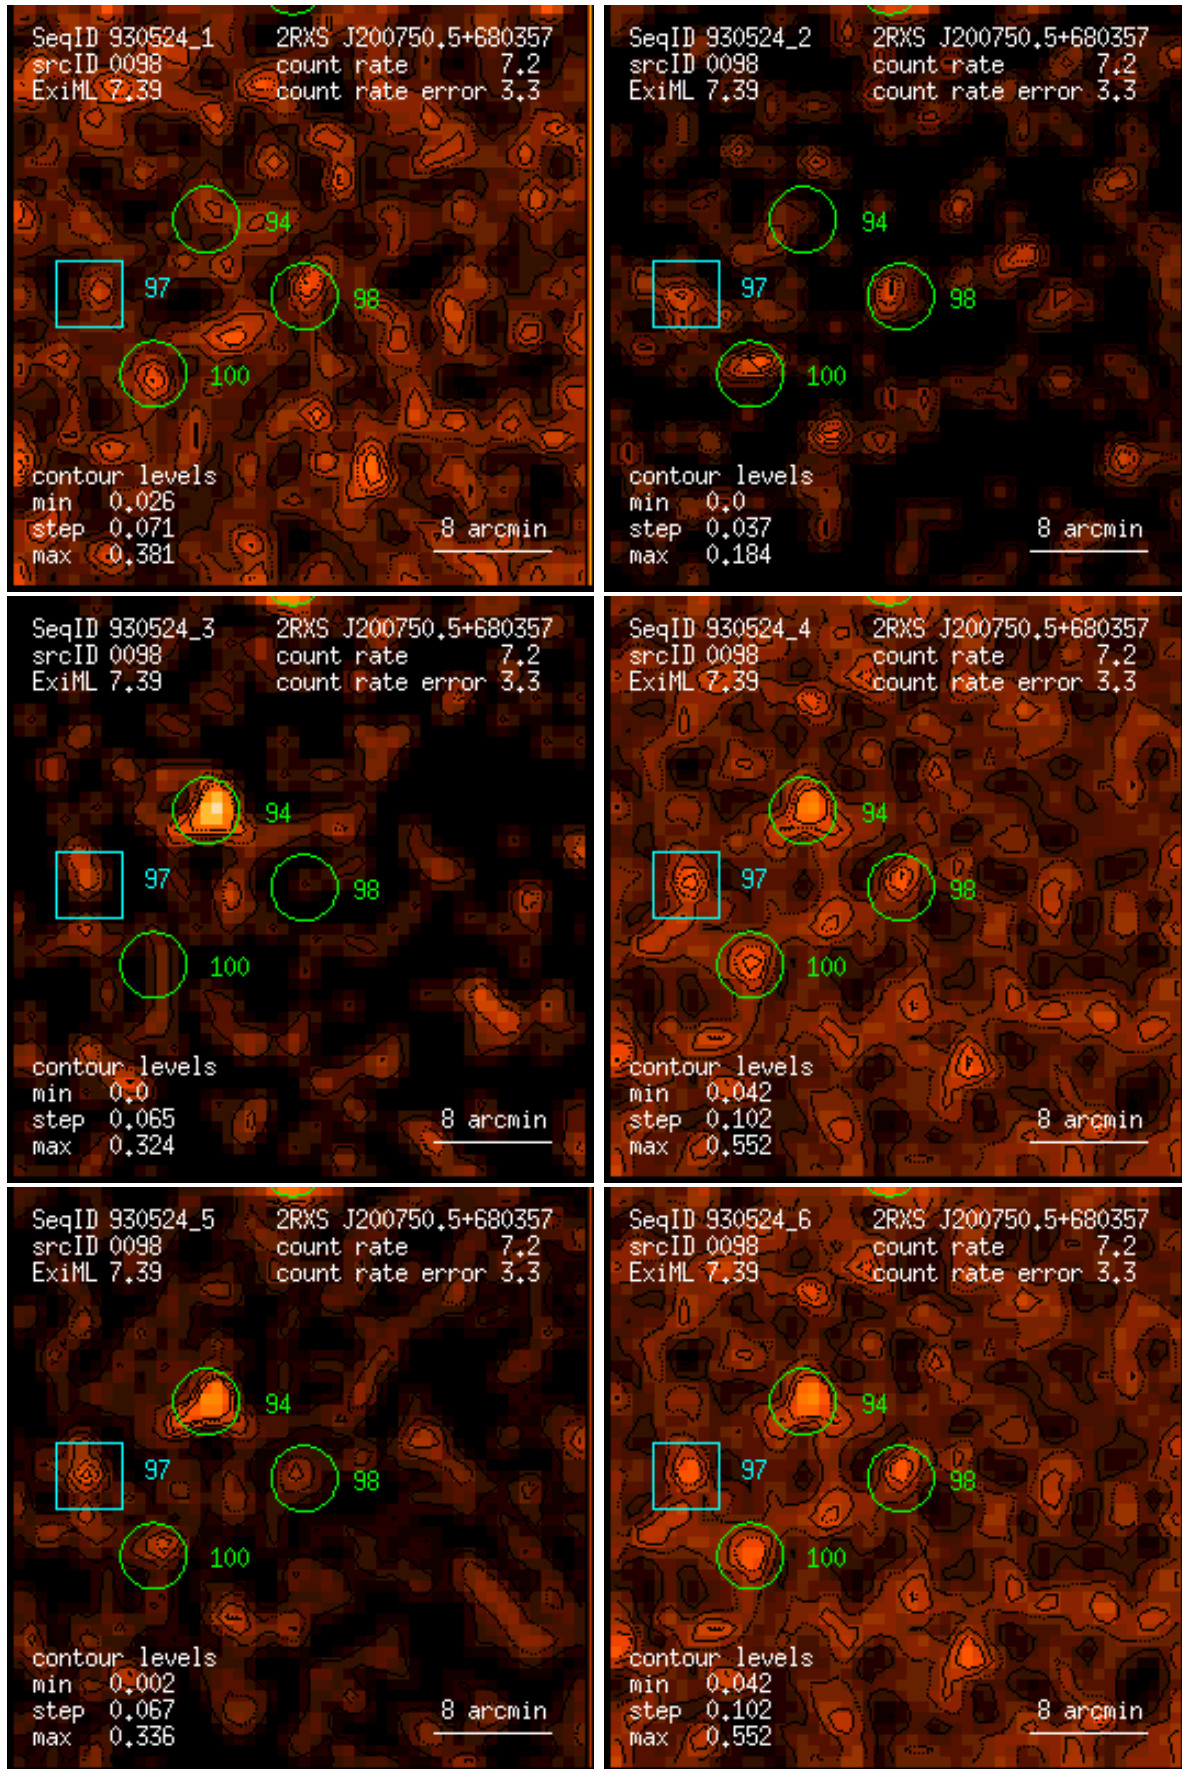 SeqID 930524_1 2RXS J200750.5+680357
srcID 0098 count rate 7.2
ExiML 7.39 count rate error 3.3
94
97
98
100
contour levels
min 0.026
step 0.071 8 arcmin
max 0.381
SeqID 930524_2 2RXS J200750.5+680357
srcID 0098 count rate 7.2
ExiML 7.39 count rate error 3.3
94
97
98
100
contour levels
min 0.0
step 0.037 8 arcmin
max 0.184
SeqID 930524_3 2RXS J200750.5+680357
srcID 0098 count rate 7.2
ExiML 7.39 count rate error 3.3
94
97
98
100
contour levels
min 0.0
step 0.065 8 arcmin
max 0.324
SeqID 930524_4 2RXS J200750.5+680357
srcID 0098 count rate 7.2
ExiML 7.39 count rate error 3.3
94
97
98
100
contour levels
min 0.042
step 0.102 8 arcmin
max 0.552
SeqID 930524_5 2RXS J200750.5+680357
srcID 0098 count rate 7.2
ExiML 7.39 count rate error 3.3
94
97
98
100
contour levels
min 0.002
step 0.067 8 arcmin
max 0.336
SeqID 930524_6 2RXS J200750.5+680357
srcID 0098 count rate 7.2
ExiML 7.39 count rate error 3.3
94
97
98
100
contour levels
min 0.042
step 0.102 8 arcmin
max 0.552